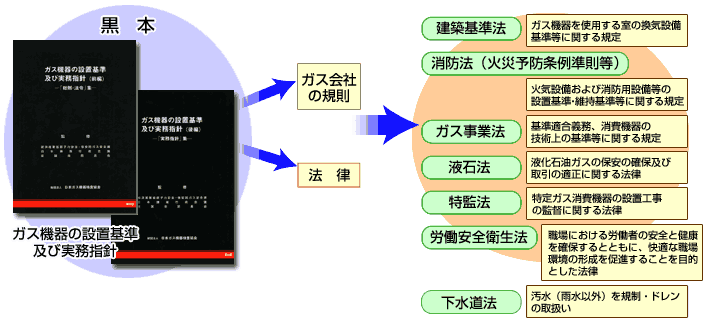 黒 本
ガス機器の設置基準
及び実務指針(前編)
ガス機器の設置基準
及び実務指針(後編)
─「実務指針」集─
監 修
監 修
ガス機器の設置基準
及び実務指針
ガス会社
の規則
法 律
建築基準法
ガス機器を使用する室の換気設備
基準等に関する規定
消防法(火災予防条例準則等)
火気設備および消防用設備等の
設置基準・維持基準等に関する規定
ガス事業法
基準適合義務、消費機器の
技術上の基準等に関する規定
液石法
液化石油ガスの保安の確保及び
取引の適正に関する法律
特監法
特定ガス消費機器の設置工事
の監督に関する法律
労働安全衛生法
職場における労働者の安全と健康
を確保するとともに、快適な職場
環境の形成を促進することを目的
とした法律
下水道法
汚水(雨水以外)を規制・ドレン
の取扱い